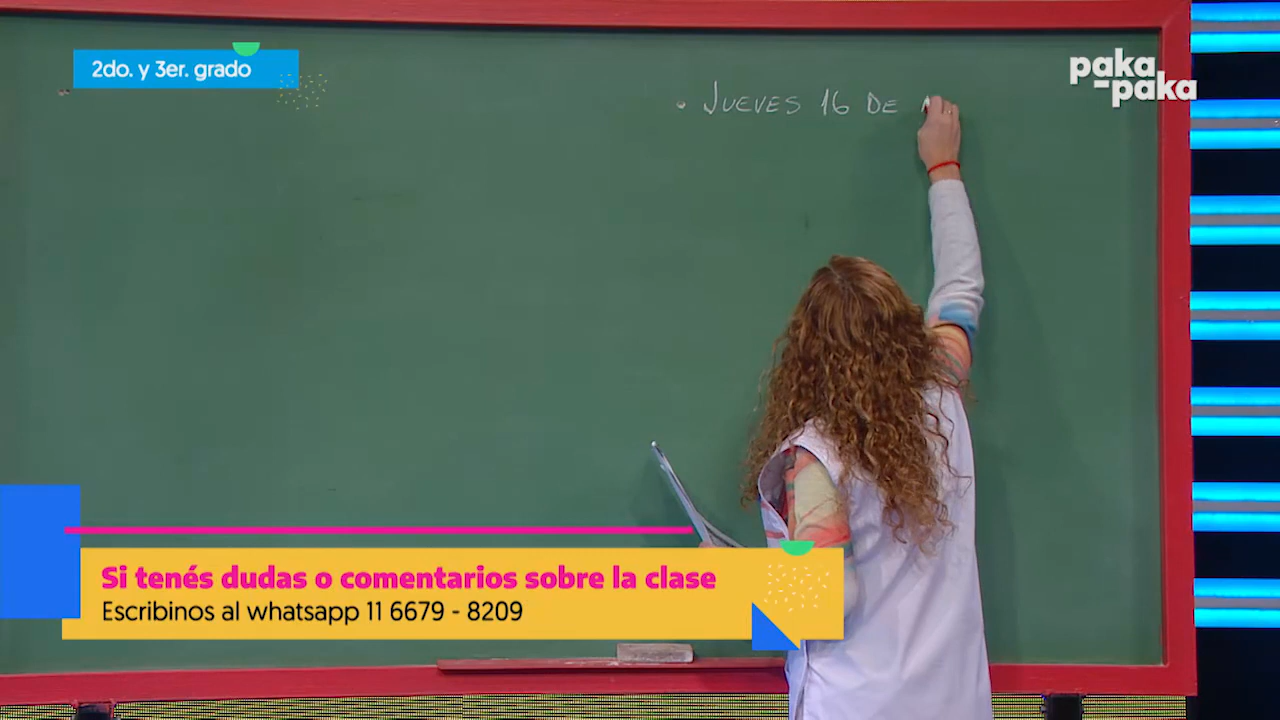 2do. y 3er. grado
paka
-paka
• JUEVES 16 DE
Si tenés dudas o comentarios sobre la clase
Escribinos al whatsapp 11 6679 - 8209